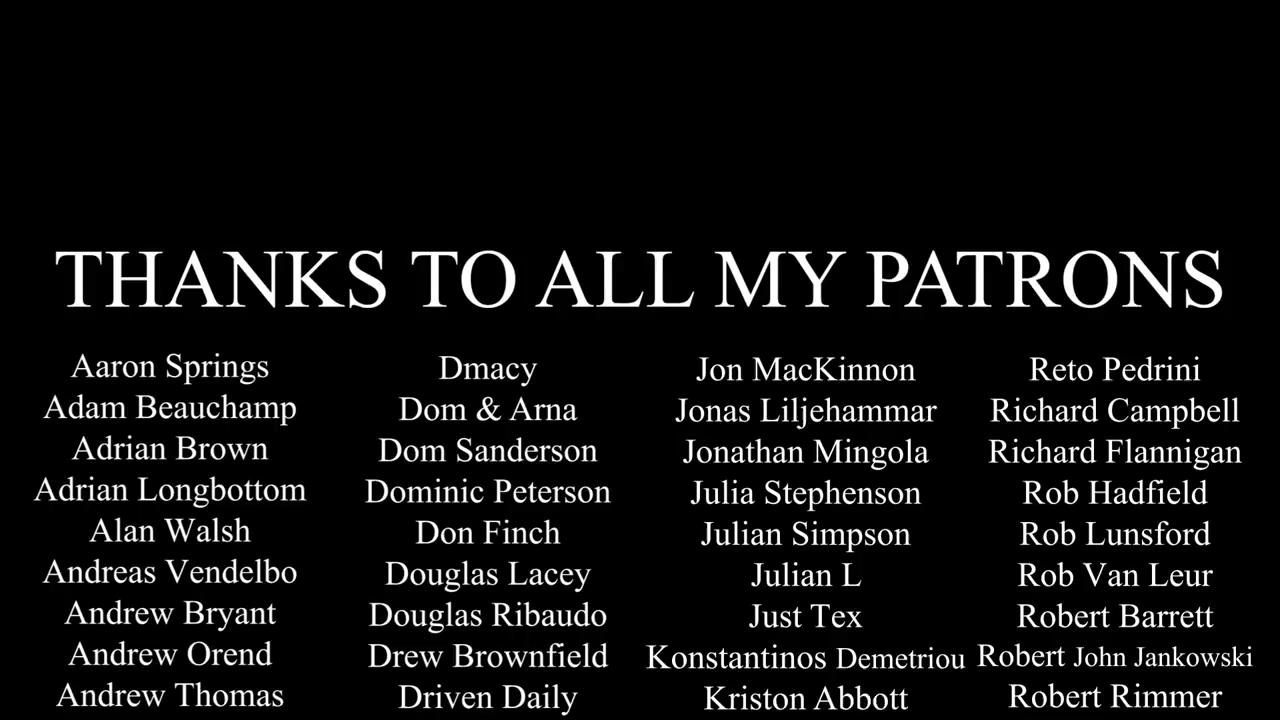 THANKS TO ALL MY PATRONS
Aaron Springs
Adam Beauchamp
Adrian Brown
Adrian Longbottom
Alan Walsh
Andreas Vendelbo
Andrew Bryant
Andrew Orend
Andrew Thomas
Dmacy
Dom & Arna
Dom Sanderson
Dominic Peterson
Don Finch
Douglas Lacey
Douglas Ribaudo
Drew Brownfield
Driven Daily
Jon MacKinnon
Jonas Liljehammar
Jonathan Mingola
Julia Stephenson
Julian Simpson
Julian L
Just Tex
Konstantinos Demetriou
Kriston Abbott
Reto Pedrini
Richard Campbell
Richard Flannigan
Rob Hadfield
Rob Lunsford
Rob Van Leur
Robert Barrett
Robert John Jankowski
Robert Rimmer